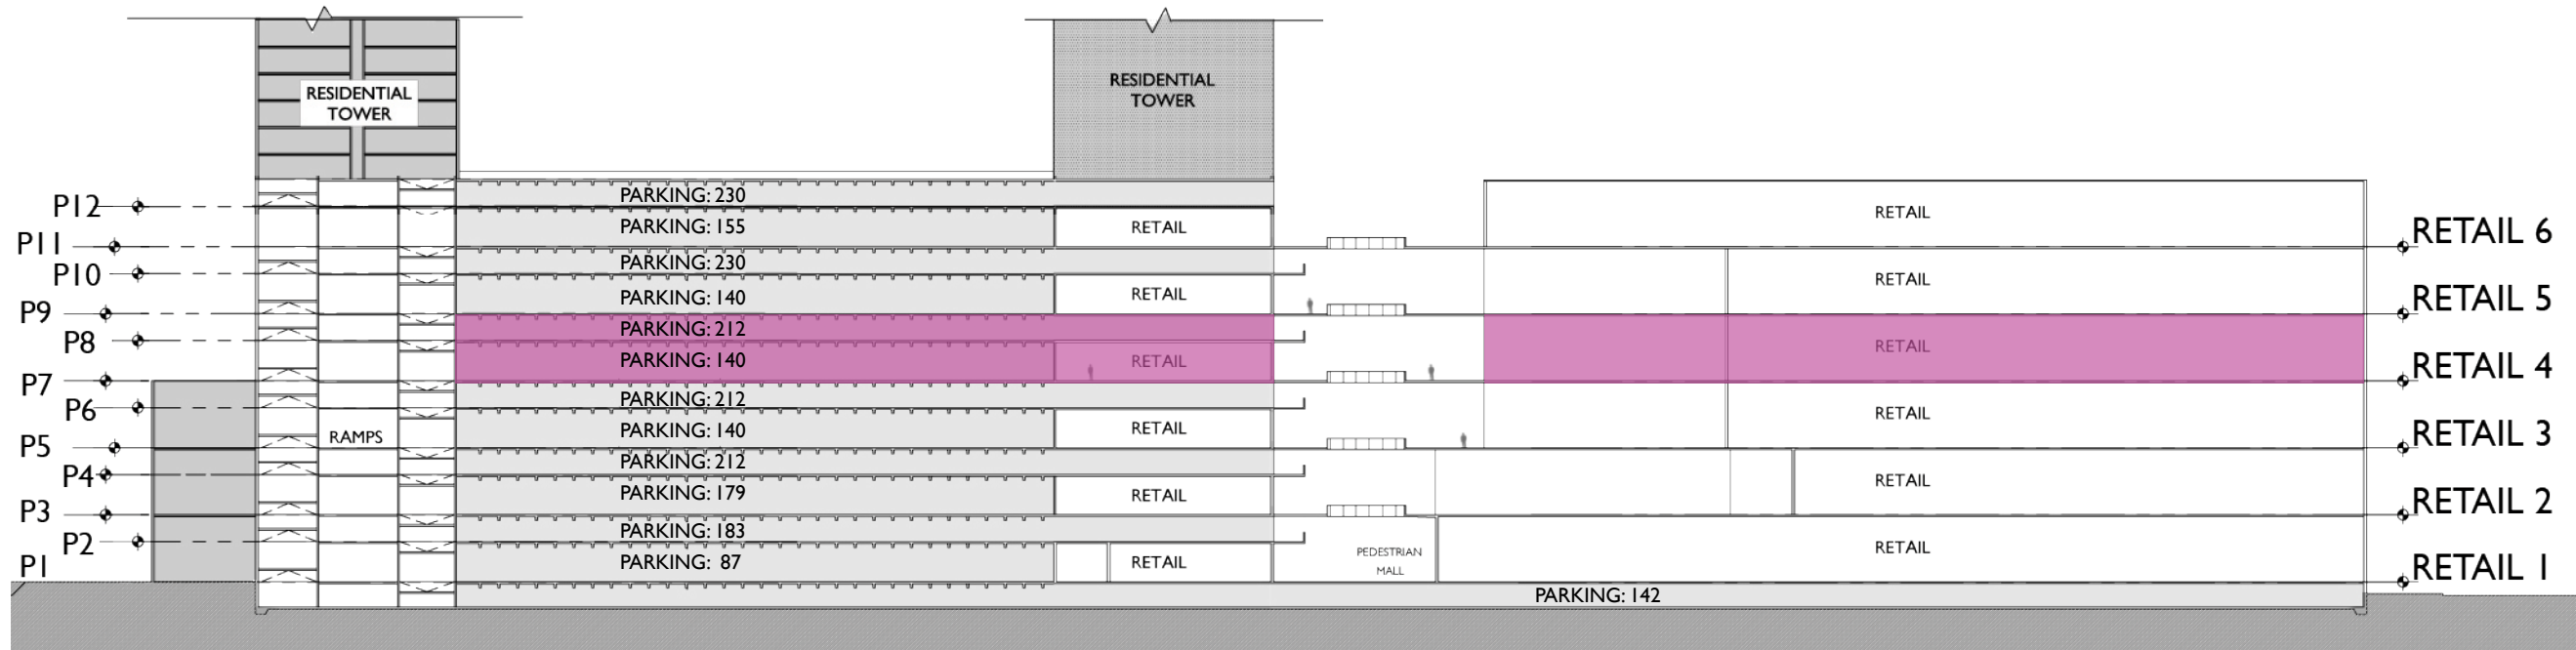 RESIDENTIAL
TOWER
RESIDENTIAL
TOWER
P12
PARKING: 230
PARKING: 155
RETAIL
RETAIL
RETAIL 6
P11
P10
PARKING: 230
PARKING: 140
RETAIL
RETAIL
RETAIL 5
P9
P8
PARKING: 212
PARKING: 140
RETAIL
RETAIL
RETAIL 4
P7
P6
PARKING: 212
PARKING: 140
RAMPS
RETAIL
RETAIL
RETAIL 3
P5
P4
PARKING: 212
PARKING: 179
RETAIL
RETAIL
RETAIL 2
P3
P2
PARKING: 183
PARKING: 87
RETAIL
PEDESTRIAN
MALL
RETAIL
RETAIL 1
P1
PARKING: 142